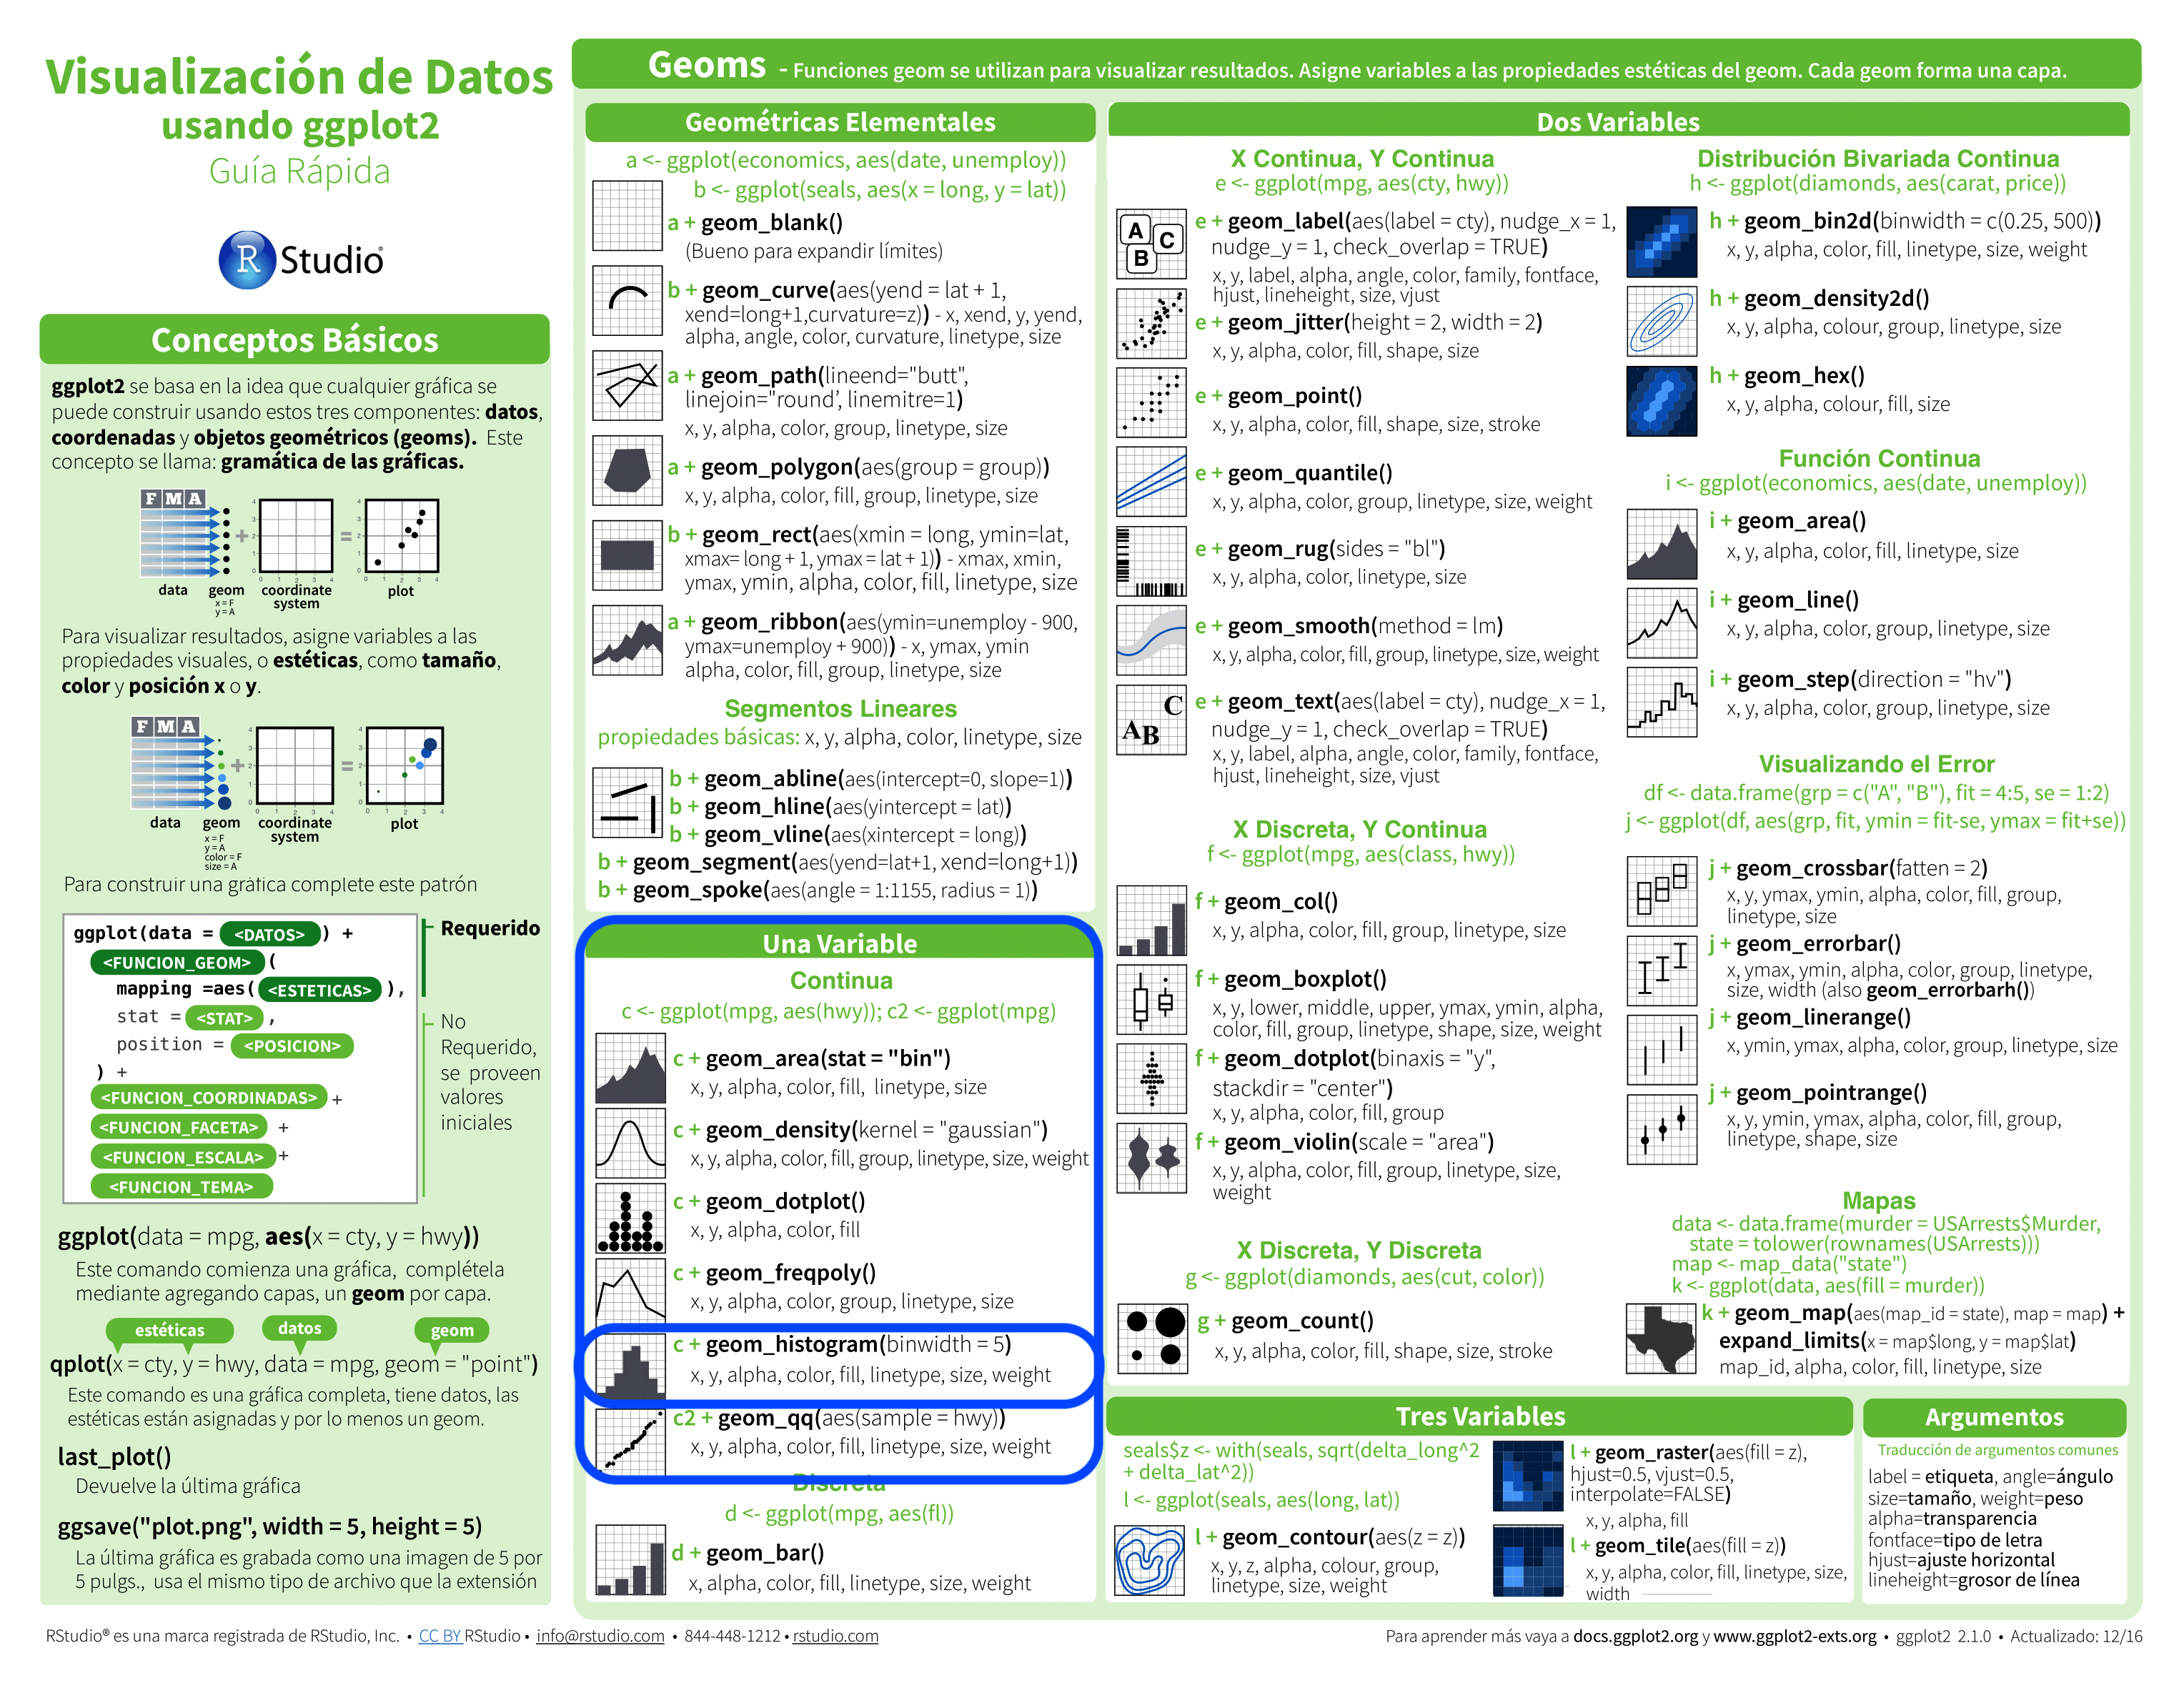 Visualización de Datos
usando ggplot2
Guía Rápida
R Studio®
Conceptos Básicos
ggplot2 se basa en la idea que cualquier gráfica se
puede construir usando estos tres componentes: datos,
coordenadas y objetos geométricos (geoms). Este
concepto se llama: gramática de las gráficas.
F M A
+ =
data geom coordinate system plot
x = F
y = A
Para visualizar resultados, asigne variables a las
propiedades visuales, o estéticas, como tamaño,
color y posición x o y.
F M A
+ =
data geom coordinate system plot
x = F
y = A
color = F
size = A
Para construir una gráfica complete este patrón
ggplot(data = <DATOS> ) +
<FUNCION_GEOM> (
mapping =aes( <ESTETICAS> ),
stat = <STAT> ,
position = <POSICION>
) +
<FUNCION_COORDINADAS> +
<FUNCION_FACETA> +
<FUNCION_ESCALA> +
<FUNCION_TEMA>
Requerido
No
Requerido,
se proveen
valores
iniciales
ggplot(data = mpg, aes(x = cty, y = hwy))
Este comando comienza una gráfica, complétela
mediante agregando capas, un geom por capa.
estéticas datos geom
qplot(x = cty, y = hwy, data = mpg, geom = "point")
Este comando es una gráfica completa, tiene datos, las
estéticas están asignadas y por lo menos un geom.
last_plot()
Devuelve la última gráfica
ggsave("plot.png", width = 5, height = 5)
La última gráfica es grabada como una imagen de 5 por
5 pulgs., usa el mismo tipo de archivo que la extensión
Geoms - Funciones geom se utilizan para visualizar resultados. Asigne variables a las propiedades estéticas del geom. Cada geom forma una capa.
Geométricas Elementales
a <- ggplot(economics, aes(date, unemploy))
b <- ggplot(seals, aes(x = long, y = lat))
a + geom_blank()
(Bueno para expandir límites)
b + geom_curve(aes(yend = lat + 1,
xend=long+1,curvature=z)) - x, xend, y, yend,
alpha, angle, color, curvature, linetype, size
a + geom_path(lineend="butt",
linejoin="round’, linemitre=1)
x, y, alpha, color, group, linetype, size
a + geom_polygon(aes(group = group))
x, y, alpha, color, fill, group, linetype, size
b + geom_rect(aes(xmin = long, ymin=lat,
xmax= long + 1, ymax = lat + 1)) - xmax, xmin,
ymax, ymin, alpha, color, fill, linetype, size
a + geom_ribbon(aes(ymin=unemploy - 900,
ymax=unemploy + 900)) - x, ymax, ymin
alpha, color, fill, group, linetype, size
Segmentos Lineares
propiedades básicas: x, y, alpha, color, linetype, size
b + geom_abline(aes(intercept=0, slope=1))
b + geom_hline(aes(yintercept = lat))
b + geom_vline(aes(xintercept = long))
b + geom_segment(aes(yend=lat+1, xend=long+1))
b + geom_spoke(aes(angle = 1:1155, radius = 1))
Una Variable
Continua
c <- ggplot(mpg, aes(hwy)); c2 <- ggplot(mpg)
c + geom_area(stat = "bin")
x, y, alpha, color, fill, linetype, size
c + geom_density(kernel = "gaussian")
x, y, alpha, color, fill, group, linetype, size, weight
c + geom_dotplot()
x, y, alpha, color, fill
c + geom_freqpoly()
x, y, alpha, color, group, linetype, size
c + geom_histogram(binwidth = 5)
x, y, alpha, color, fill, linetype, size, weight
c2 + geom_qq(aes(sample = hwy))
x, y, alpha, color, fill, linetype, size, weight
Discreta
d <- ggplot(mpg, aes(fl))
d + geom_bar()
x, alpha, color, fill, linetype, size, weight
Dos Variables
X Continua, Y Continua
e <- ggplot(mpg, aes(cty, hwy))
A B C
e + geom_label(aes(label = cty), nudge_x = 1,
nudge_y = 1, check_overlap = TRUE)
x, y, label, alpha, angle, color, family, fontface,
hjust, lineheight, size, vjust
e + geom_jitter(height = 2, width = 2)
x, y, alpha, color, fill, shape, size
e + geom_point()
x, y, alpha, color, fill, shape, size, stroke
e + geom_quantile()
x, y, alpha, color, group, linetype, size, weight
e + geom_rug(sides = "bl")
x, y, alpha, color, linetype, size
e + geom_smooth(method = lm)
x, y, alpha, color, fill, group, linetype, size, weight
A B C
e + geom_text(aes(label = cty), nudge_x = 1,
nudge_y = 1, check_overlap = TRUE)
x, y, label, alpha, angle, color, family, fontface,
hjust, lineheight, size, vjust
X Discreta, Y Continua
f <- ggplot(mpg, aes(class, hwy))
f + geom_col()
x, y, alpha, color, fill, group, linetype, size
f + geom_boxplot()
x, y, lower, middle, upper, ymax, ymin, alpha,
color, fill, group, linetype, shape, size, weight
f + geom_dotplot(binaxis = "y",
stackdir = "center")
x, y, alpha, color, fill, group
f + geom_violin(scale = "area")
x, y, alpha, color, fill, group, linetype, size,
weight
X Discreta, Y Discreta
g <- ggplot(diamonds, aes(cut, color))
g + geom_count()
x, y, alpha, color, fill, shape, size, stroke
Distribución Bivariada Continua
h <- ggplot(diamonds, aes(carat, price))
h + geom_bin2d(binwidth = c(0.25, 500))
x, y, alpha, color, fill, linetype, size, weight
h + geom_density2d()
x, y, alpha, colour, group, linetype, size
h + geom_hex()
x, y, alpha, colour, fill, size
Función Continua
i <- ggplot(economics, aes(date, unemploy))
i + geom_area()
x, y, alpha, color, fill, linetype, size
i + geom_line()
x, y, alpha, color, group, linetype, size
i + geom_step(direction = "hv")
x, y, alpha, color, group, linetype, size
Visualizando el Error
df <- data.frame(grp = c("A", "B"), fit = 4:5, se = 1:2)
j <- ggplot(df, aes(grp, fit, ymin = fit-se, ymax = fit+se))
j + geom_crossbar(fatten = 2)
x, y, ymax, ymin, alpha, color, fill, group,
linetype, size
j + geom_errorbar()
x, ymax, ymin, alpha, color, group, linetype,
size, width (also geom_errorbarh())
j + geom_linerange()
x, ymin, ymax, alpha, color, group, linetype, size
j + geom_pointrange()
x, y, ymin, ymax, alpha, color, fill, group,
linetype, shape, size
Mapas
data <- data.frame(murder = USArrests$Murder,
state = tolower(rownames(USArrests)))
map <- map_data("state")
k <- ggplot(data, aes(fill = murder))
k + geom_map(aes(map_id = state), map = map) +
expand_limits(x = map$long, y = map$lat)
map_id, alpha, color, fill, linetype, size
Tres Variables
seals$z <- with(seals, sqrt(delta_long^2
+ delta_lat^2))
l <- ggplot(seals, aes(long, lat))
l + geom_contour(aes(z = z))
x, y, z, alpha, colour, group,
linetype, size, weight
l + geom_raster(aes(fill = z),
hjust=0.5, vjust=0.5,
interpolate=FALSE)
x, y, alpha, fill
l + geom_tile(aes(fill = z))
x, y, alpha, color, fill, linetype, size,
width
Argumentos
Traducción de argumentos comunes
label = etiqueta, angle=ángulo
size=tamaño, weight=peso
alpha=transparencia
fontface=tipo de letra
hjust=ajuste horizontal
lineheight=grosor de línea
RStudio® es una marca registrada de RStudio, Inc. • CC BY RStudio • info@rstudio.com • 844-448-1212 • rstudio.com
Para aprender más vaya a docs.ggplot2.org y www.ggplot2-exts.org • ggplot2 2.1.0 • Actualizado: 12/16